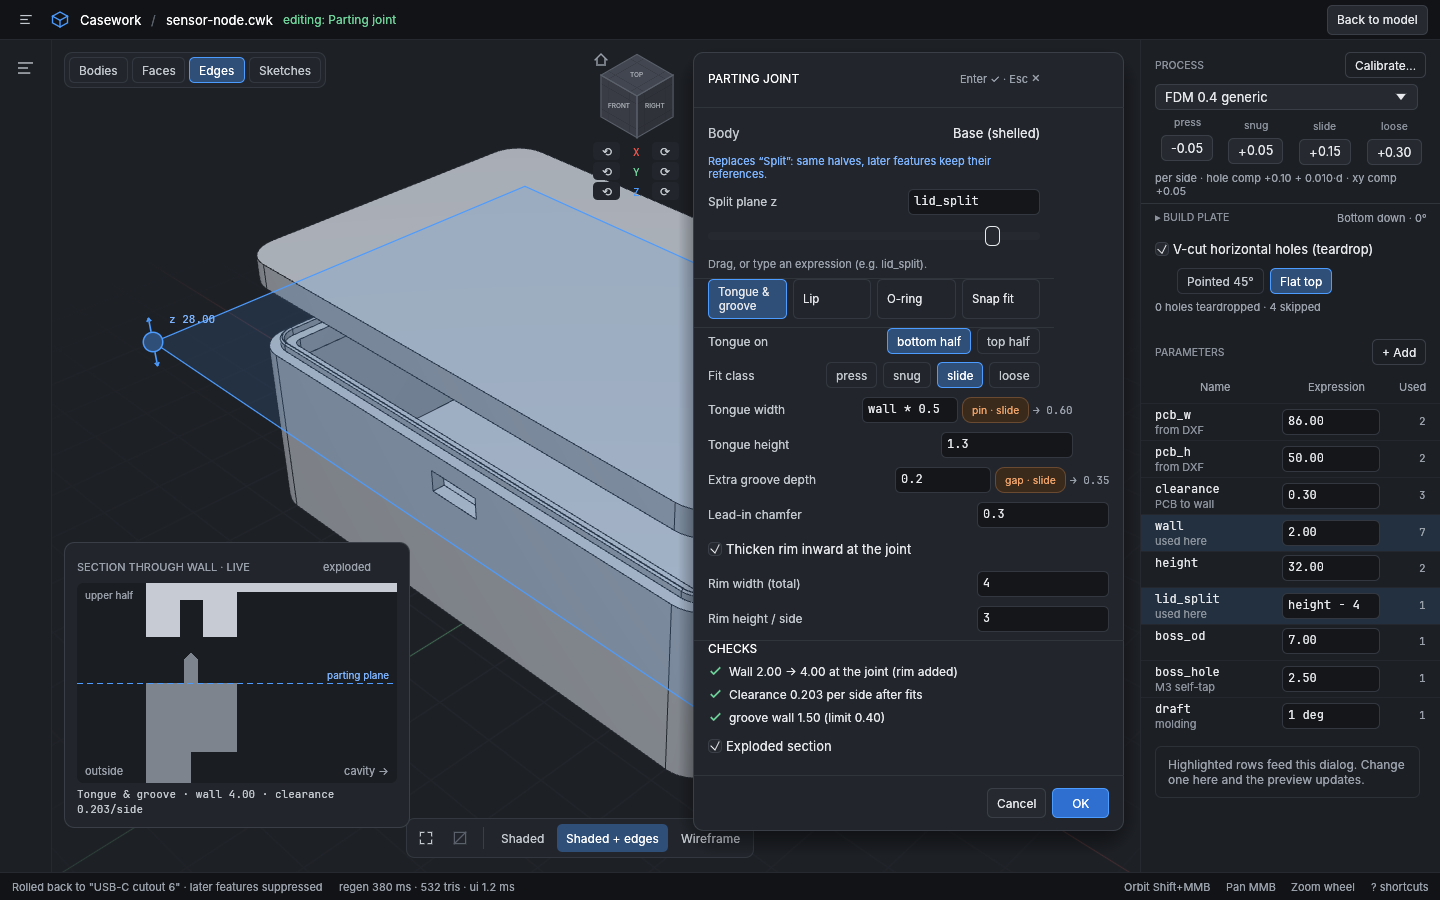 Casework / sensor-node.cwk editing: Parting joint
Back to model
Bodies Faces Edges Sketches
TOP
FRONT RIGHT
X
Y
Z
z 28.00
SECTION THROUGH WALL · LIVE exploded
upper half
parting plane
outside cavity →
Tongue & groove · wall 4.00 · clearance
0.203/side
Shaded Shaded + edges Wireframe
PARTING JOINT Enter ✓ · Esc ✕
Body Base (shelled)
Replaces “Split”: same halves, later features keep their
references.
Split plane z lid_split
Drag, or type an expression (e.g. lid_split).
Tongue &
groove
Lip O-ring Snap fit
Tongue on bottom half top half
Fit class press snug slide loose
Tongue width wall * 0.5 pin · slide → 0.60
Tongue height 1.3
Extra groove depth 0.2 gap · slide → 0.35
Lead-in chamfer 0.3
Thicken rim inward at the joint
Rim width (total) 4
Rim height / side 3
CHECKS
Wall 2.00 → 4.00 at the joint (rim added)
Clearance 0.203 per side after fits
groove wall 1.50 (limit 0.40)
Exploded section
Cancel OK
PROCESS Calibrate...
FDM 0.4 generic
press snug slide loose
-0.05 +0.05 +0.15 +0.30
per side · hole comp +0.10 + 0.010·d · xy comp
+0.05
▸ BUILD PLATE Bottom down · 0°
V-cut horizontal holes (teardrop)
Pointed 45° Flat top
0 holes teardropped · 4 skipped
PARAMETERS + Add
Name Expression Used
pcb_w 86.00 2
from DXF
pcb_h 50.00 2
from DXF
clearance 0.30 3
PCB to wall
wall 2.00 7
used here
height 32.00 2
lid_split height - 4 1
used here
boss_od 7.00 1
boss_hole 2.50 1
M3 self-tap
draft 1 deg 1
molding
Highlighted rows feed this dialog. Change
one here and the preview updates.
Rolled back to "USB-C cutout 6" · later features suppressed regen 380 ms · 532 tris · ui 1.2 ms
Orbit Shift+MMB Pan MMB Zoom wheel ? shortcuts